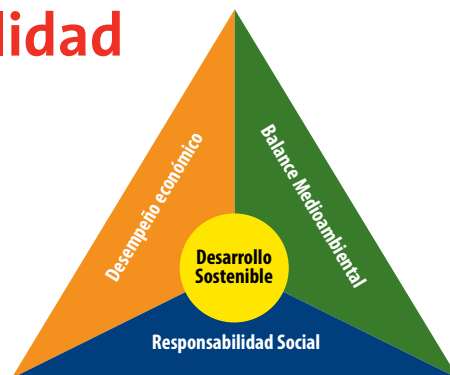 lidad
Desempeño económico
Balance Medioambiental
Desarrollo
Sostenible
Responsabilidad Social